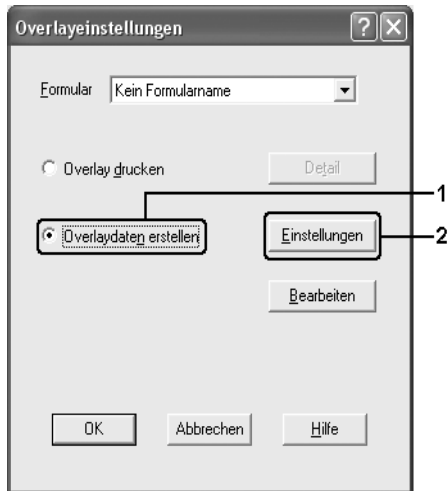 Overlayeinstellungen
Formular Kein Formularname
Overlay drucken Detail
1
Overlaydaten erstellen Einstellungen 2
Bearbeiten
OK Abbrechen Hilfe